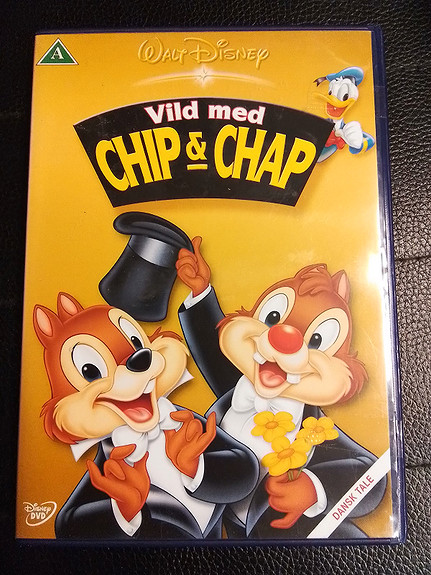 A
WALT DISNEY
Vild med
CHIP & CHAP
DANSK TALE
Disney
DVD